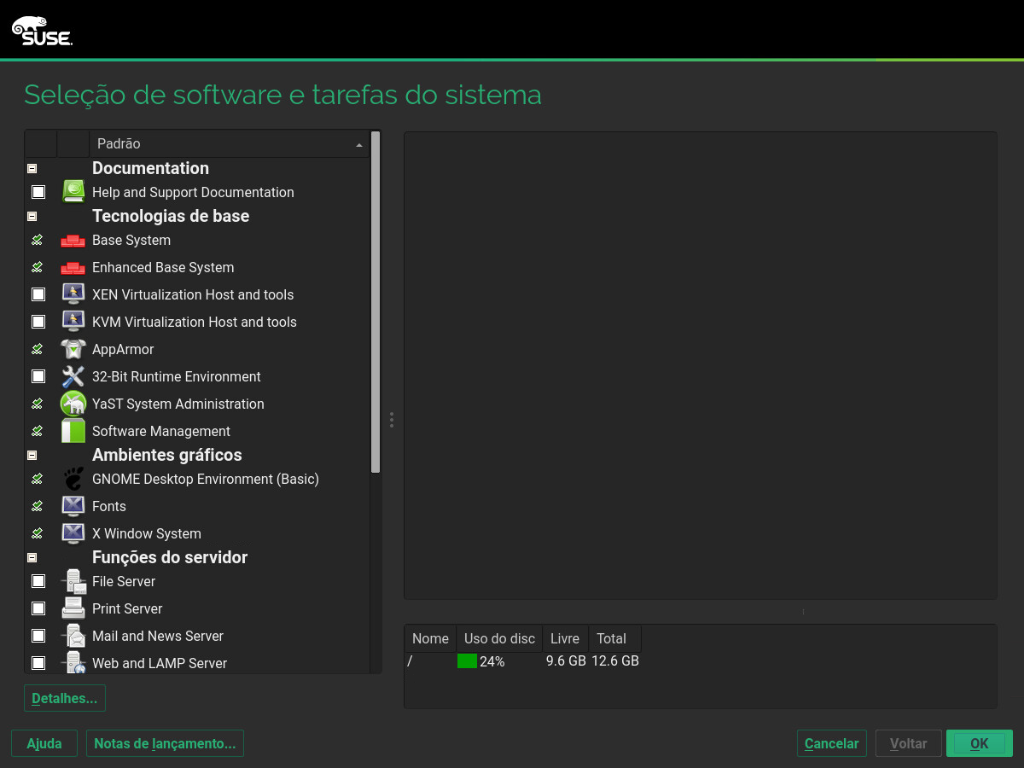 SUSE
Seleção de software e tarefas do sistema
Padrão
Documentation
Help and Support Documentation
Tecnologias de base
Base System
Enhanced Base System
XEN Virtualization Host and tools
KVM Virtualization Host and tools
AppArmor
32-Bit Runtime Environment
YaST System Administration
Software Management
Ambientes gráficos
GNOME Desktop Environment (Basic)
Fonts
X Window System
Funções do servidor
File Server
Print Server
Mail and News Server
Web and LAMP Server
Nome Uso do disc Livre Total
/ 24% 9.6 GB 12.6 GB
Detalhes...
Ajuda Notas de lançamento... Cancelar Voltar OK